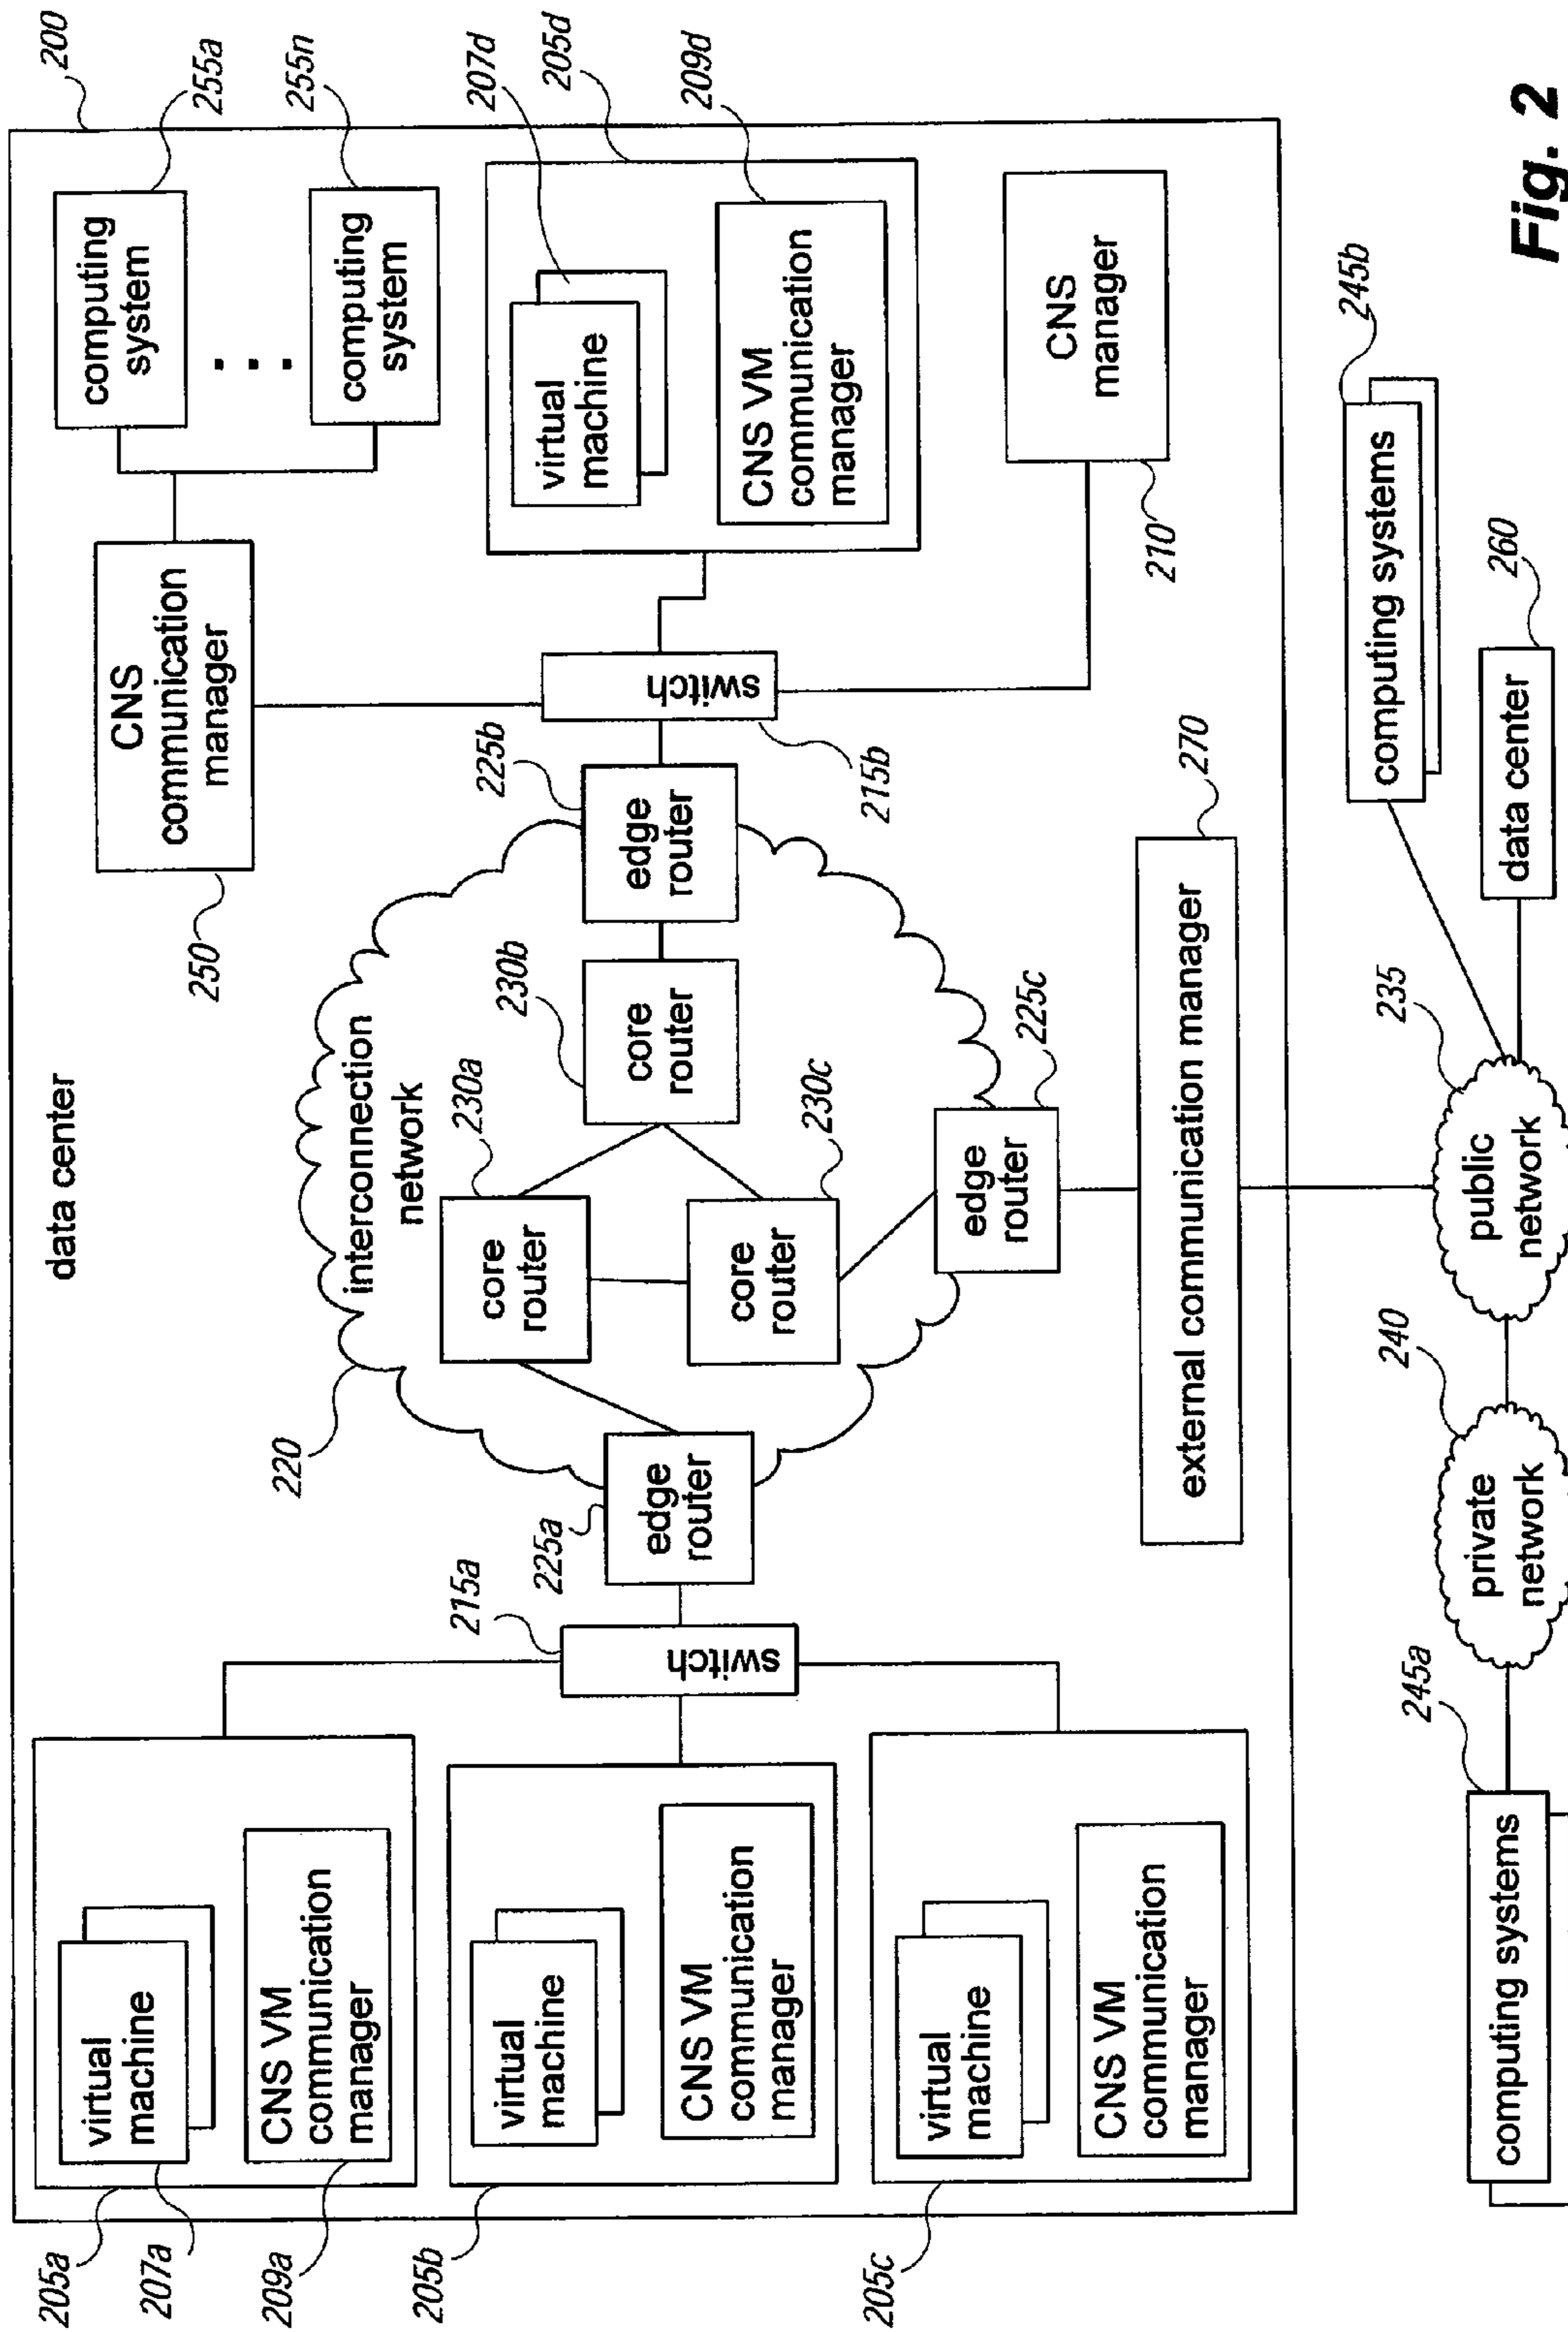 data center
200
205a
207a
209a
virtual
machine
CNS VM
communication
manager
205b
virtual
machine
CNS VM
communication
manager
205c
virtual
machine
CNS VM
communication
manager
215a
switch
225a
edge
router
220
interconnection
network
230a
core
router
230b
core
router
230c
core
router
225b
edge
router
225c
edge
router
215b
switch
250
CNS
communication
manager
computing
system
255a
. . .
computing
system
255n
virtual
machine
207d
205d
CNS VM
communication
manager
209d
CNS
manager
210
external communication manager
270
245a
computing systems
240
private
network
235
public
network
computing systems
245b
data center
260
Fig. 2